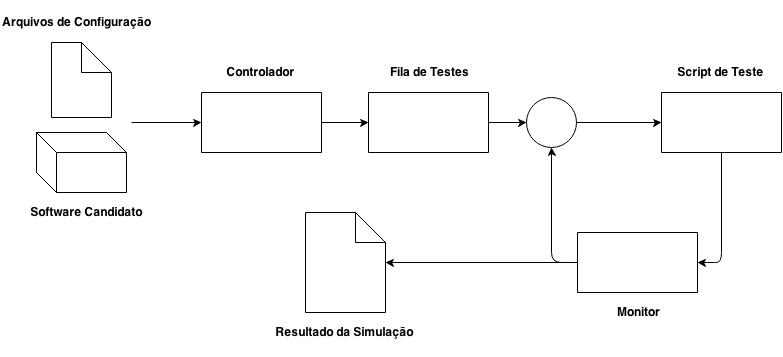 Arquivos de Configuração
Controlador
Fila de Testes
Script de Teste
Software Candidato
Monitor
Resultado da Simulação